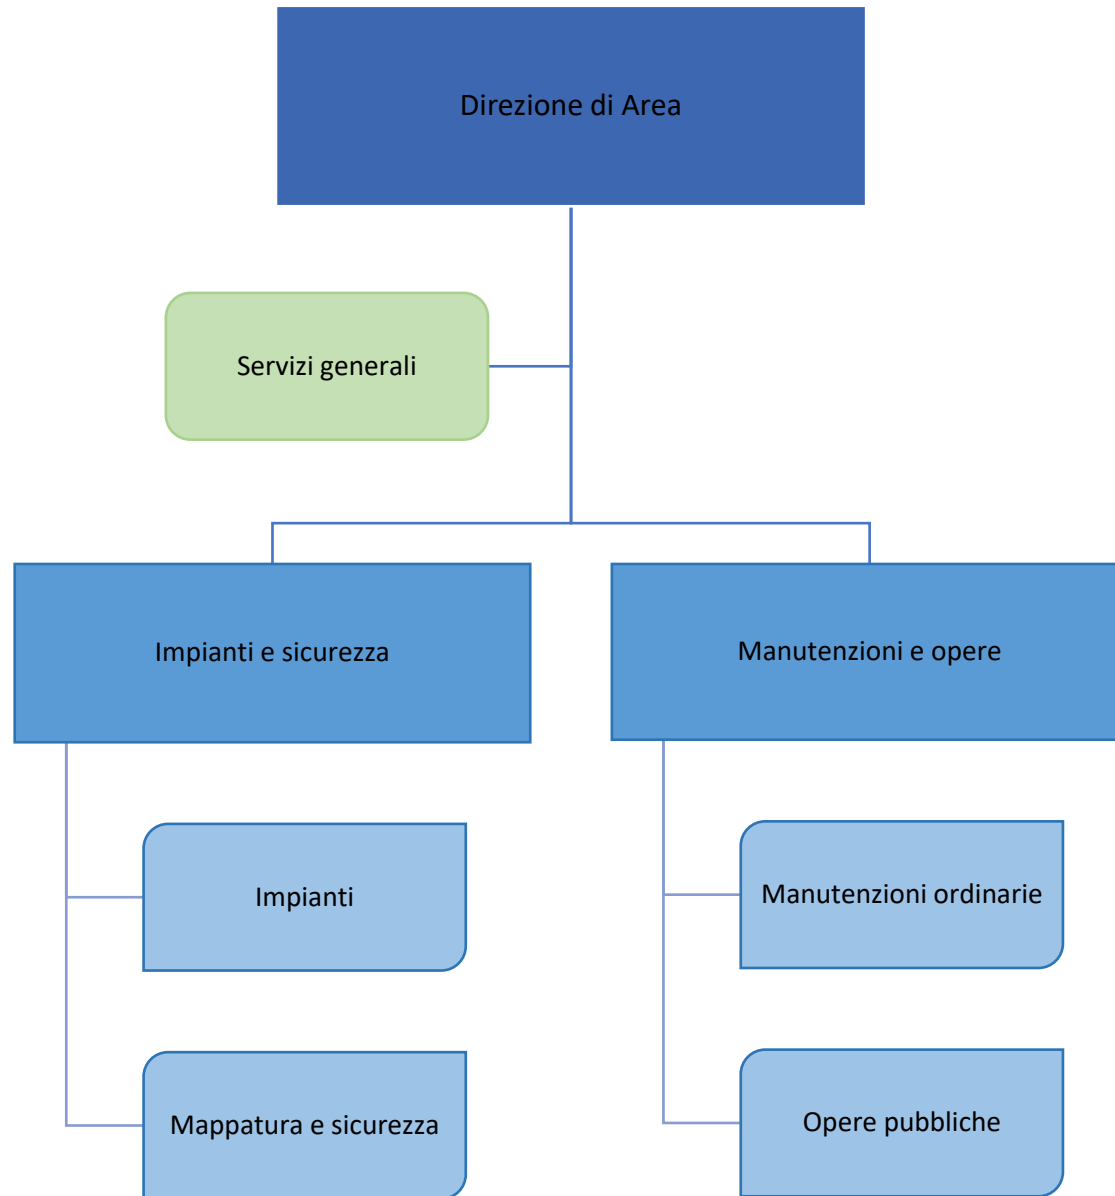 Direzione di Area
Servizi generali
Impianti e sicurezza
Manutenzioni e opere
Impianti
Manutenzioni ordinarie
Mappatura e sicurezza
Opere pubbliche